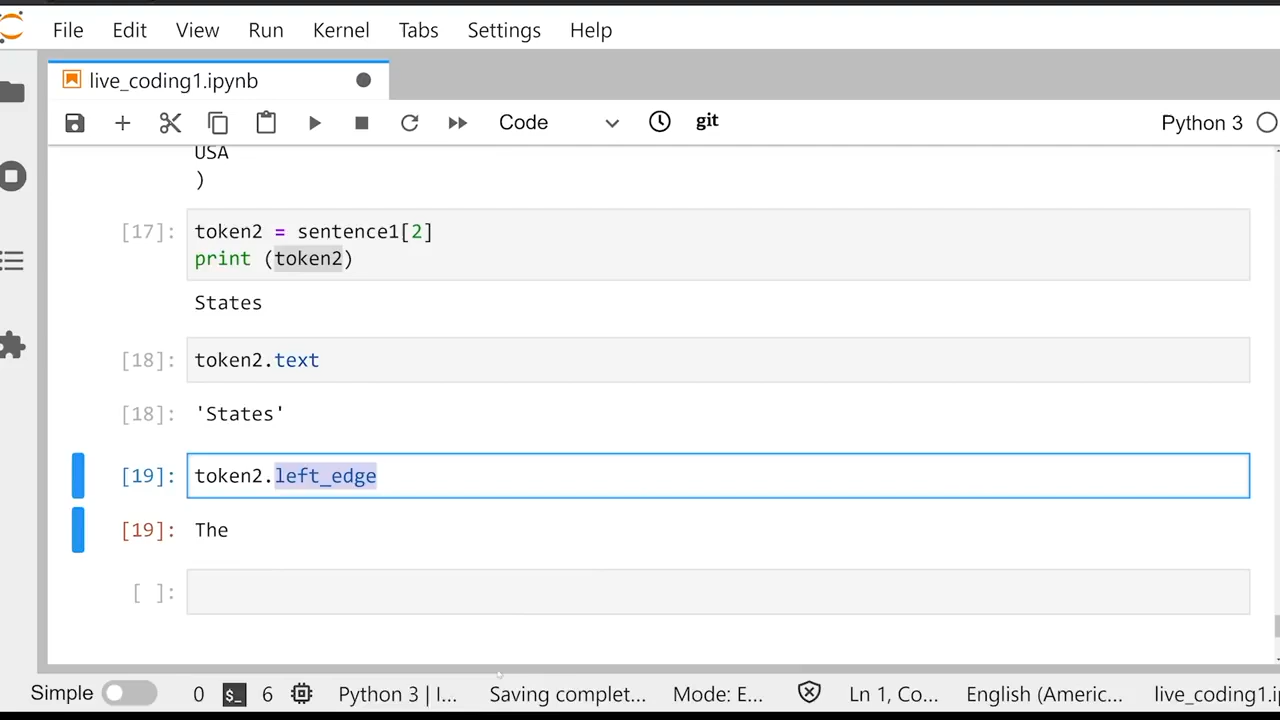 File Edit View Run Kernel Tabs Settings Help
live_coding1.ipynb
Code git Python 3
USA
)
[17]: token2 = sentence1[2]
print (token2)
States
[18]: token2.text
[18]: 'States'
[19]: token2.left_edge
[19]: The
[ ]:
Simple 0 $_ 6 Python 3 | I... Saving complet... Mode: E... Ln 1, Co... English (Americ... live_coding1.i